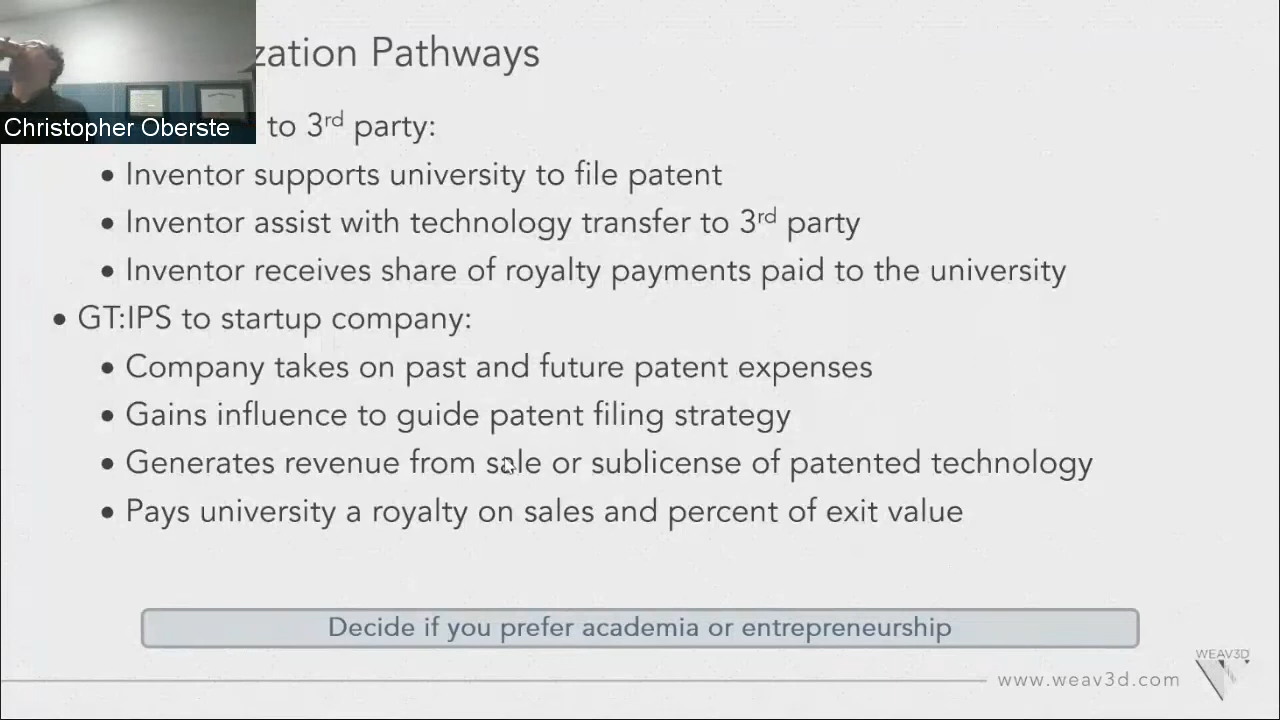 zation Pathways
Christopher Oberste
to 3rd party:
• Inventor supports university to file patent
• Inventor assist with technology transfer to 3rd party
• Inventor receives share of royalty payments paid to the university
• GT:IPS to startup company:
• Company takes on past and future patent expenses
• Gains influence to guide patent filing strategy
• Generates revenue from sale or sublicense of patented technology
• Pays university a royalty on sales and percent of exit value
Decide if you prefer academia or entrepreneurship
WEAV3D
www.weav3d.com